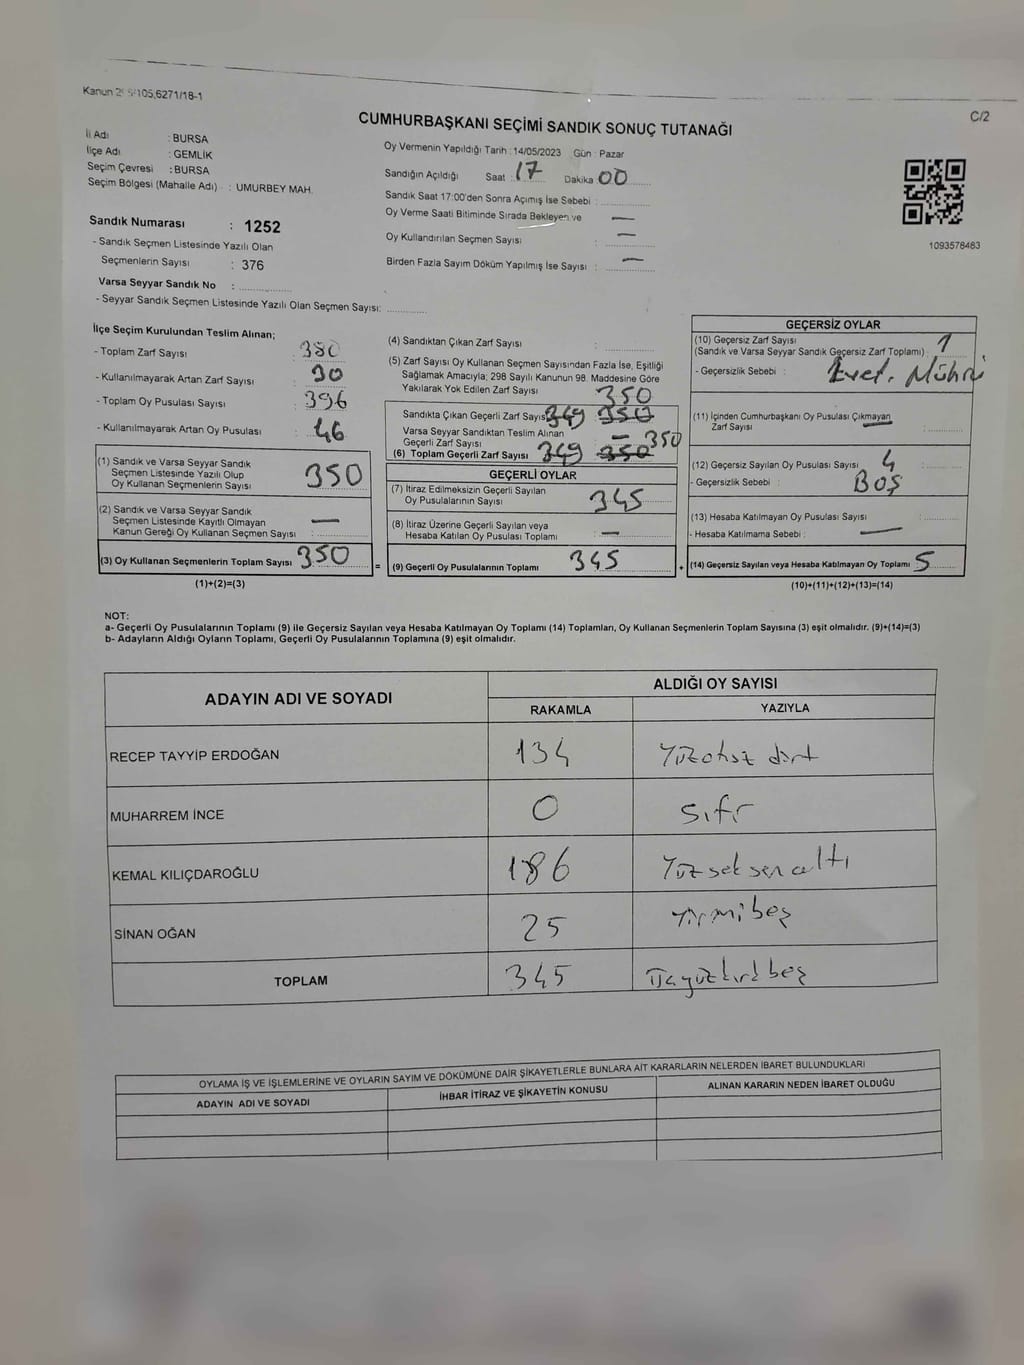 Kanun 2 /105,6271/18-1
C/2
CUMHURBAŞKANI SEÇİMİ SANDIK SONUÇ TUTANAĞI
İl Adı : BURSA
İlçe Adı : GEMLİK
Seçim Çevresi : BURSA
Seçim Bölgesi (Mahalle Adı) : UMURBEY MAH.
Sandık Numarası : 1252
- Sandık Seçmen Listesinde Yazılı Olan
Seçmenlerin Sayısı : 376
Varsa Seyyar Sandık No :
- Seyyar Sandık Seçmen Listesinde Yazılı Olan Seçmen Sayısı:
Oy Vermenin Yapıldığı Tarih : 14/05/2023 Gün : Pazar
Sandığın Açıldığı Saat : 17 Dakika 00
Sandık Saat 17:00'den Sonra Açımış İse Sebebi :
Oy Verme Saati Bitiminde Sırada Bekleyen ve —
Oy Kullandırılan Seçmen Sayısı : —
Birden Fazla Sayım Döküm Yapılmış İse Sayısı : —
1093578483
İlçe Seçim Kurulundan Teslim Alınan;
- Toplam Zarf Sayısı : 380
- Kullanılmayarak Artan Zarf Sayısı : 30
- Toplam Oy Pusulası Sayısı : 396
- Kullanılmayarak Artan Oy Pusulası : 46
(1) Sandık ve Varsa Seyyar Sandık
Seçmen Listesinde Yazılı Olup
Oy Kullanan Seçmenlerin Sayısı 350
(2) Sandık ve Varsa Seyyar Sandık
Seçmen Listesinde Kayıtlı Olmayan
Kanun Gereği Oy Kullanan Seçmen Sayısı : —
(3) Oy Kullanan Seçmenlerin Toplam Sayısı 350
(1)+(2)=(3)
(4) Sandıktan Çıkan Zarf Sayısı :
(5) Zarf Sayısı Oy Kullanan Seçmen Sayısından Fazla İse, Eşitliği
Sağlamak Amacıyla; 298 Sayılı Kanunun 98. Maddesine Göre
Yakılarak Yok Edilen Zarf Sayısı
350
Sandıkta Çıkan Geçerli Zarf Sayısı 349 350
Varsa Seyyar Sandıktan Teslim Alınan
Geçerli Zarf Sayısı — 350
(6) Toplam Geçerli Zarf Sayısı 349 350
GEÇERLİ OYLAR
(7) İtiraz Edilmeksizin Geçerli Sayılan
Oy Pusulalarının Sayısı : 345
(8) İtiraz Üzerine Geçerli Sayılan veya
Hesaba Katılan Oy Pusulası Toplamı : —
= (9) Geçerli Oy Pusulalarının Toplamı 345
GEÇERSİZ OYLAR
(10) Geçersiz Zarf Sayısı
(Sandık ve Varsa Seyyar Sandık Geçersiz Zarf Toplamı) : 1
- Geçersizlik Sebebi : Evet. Mührü
(11) İçinden Cumhurbaşkanı Oy Pusulası Çıkmayan
Zarf Sayısı —
(12) Geçersiz Sayılan Oy Pusulası Sayısı 4
- Geçersizlik Sebebi : Boş
(13) Hesaba Katılmayan Oy Pusulası Sayısı :
- Hesaba Katılmama Sebebi : —
+ (14) Geçersiz Sayılan veya Hesaba Katılmayan Oy Toplamı 5
(10)+(11)+(12)+(13)=(14)
NOT:
a- Geçerli Oy Pusulalarının Toplamı (9) ile Geçersiz Sayılan veya Hesaba Katılmayan Oy Toplamı (14) Toplamları, Oy Kullanan Seçmenlerin Toplam Sayısına (3) eşit olmalıdır. (9)+(14)=(3)
b- Adayların Aldığı Oyların Toplamı, Geçerli Oy Pusulalarının Toplamına (9) eşit olmalıdır.
ADAYIN ADI VE SOYADI ALDIĞI OY SAYISI
RAKAMLA YAZIYLA
RECEP TAYYİP ERDOĞAN 134 Yüzotuz dört
MUHARREM İNCE 0 sıfır
KEMAL KILIÇDAROĞLU 186 Yüz sek sen altı
SİNAN OĞAN 25 Yirmi beş
TOPLAM 345 Üçyüzkırkbeş
OYLAMA İŞ VE İŞLEMLERİNE VE OYLARIN SAYIM VE DÖKÜMÜNE DAİR ŞİKAYETLERLE BUNLARA AİT KARARLARIN NELERDEN İBARET BULUNDUKLARI
ADAYIN ADI VE SOYADI İHBAR İTİRAZ VE ŞİKAYETİN KONUSU ALINAN KARARIN NEDEN İBARET OLDUĞU